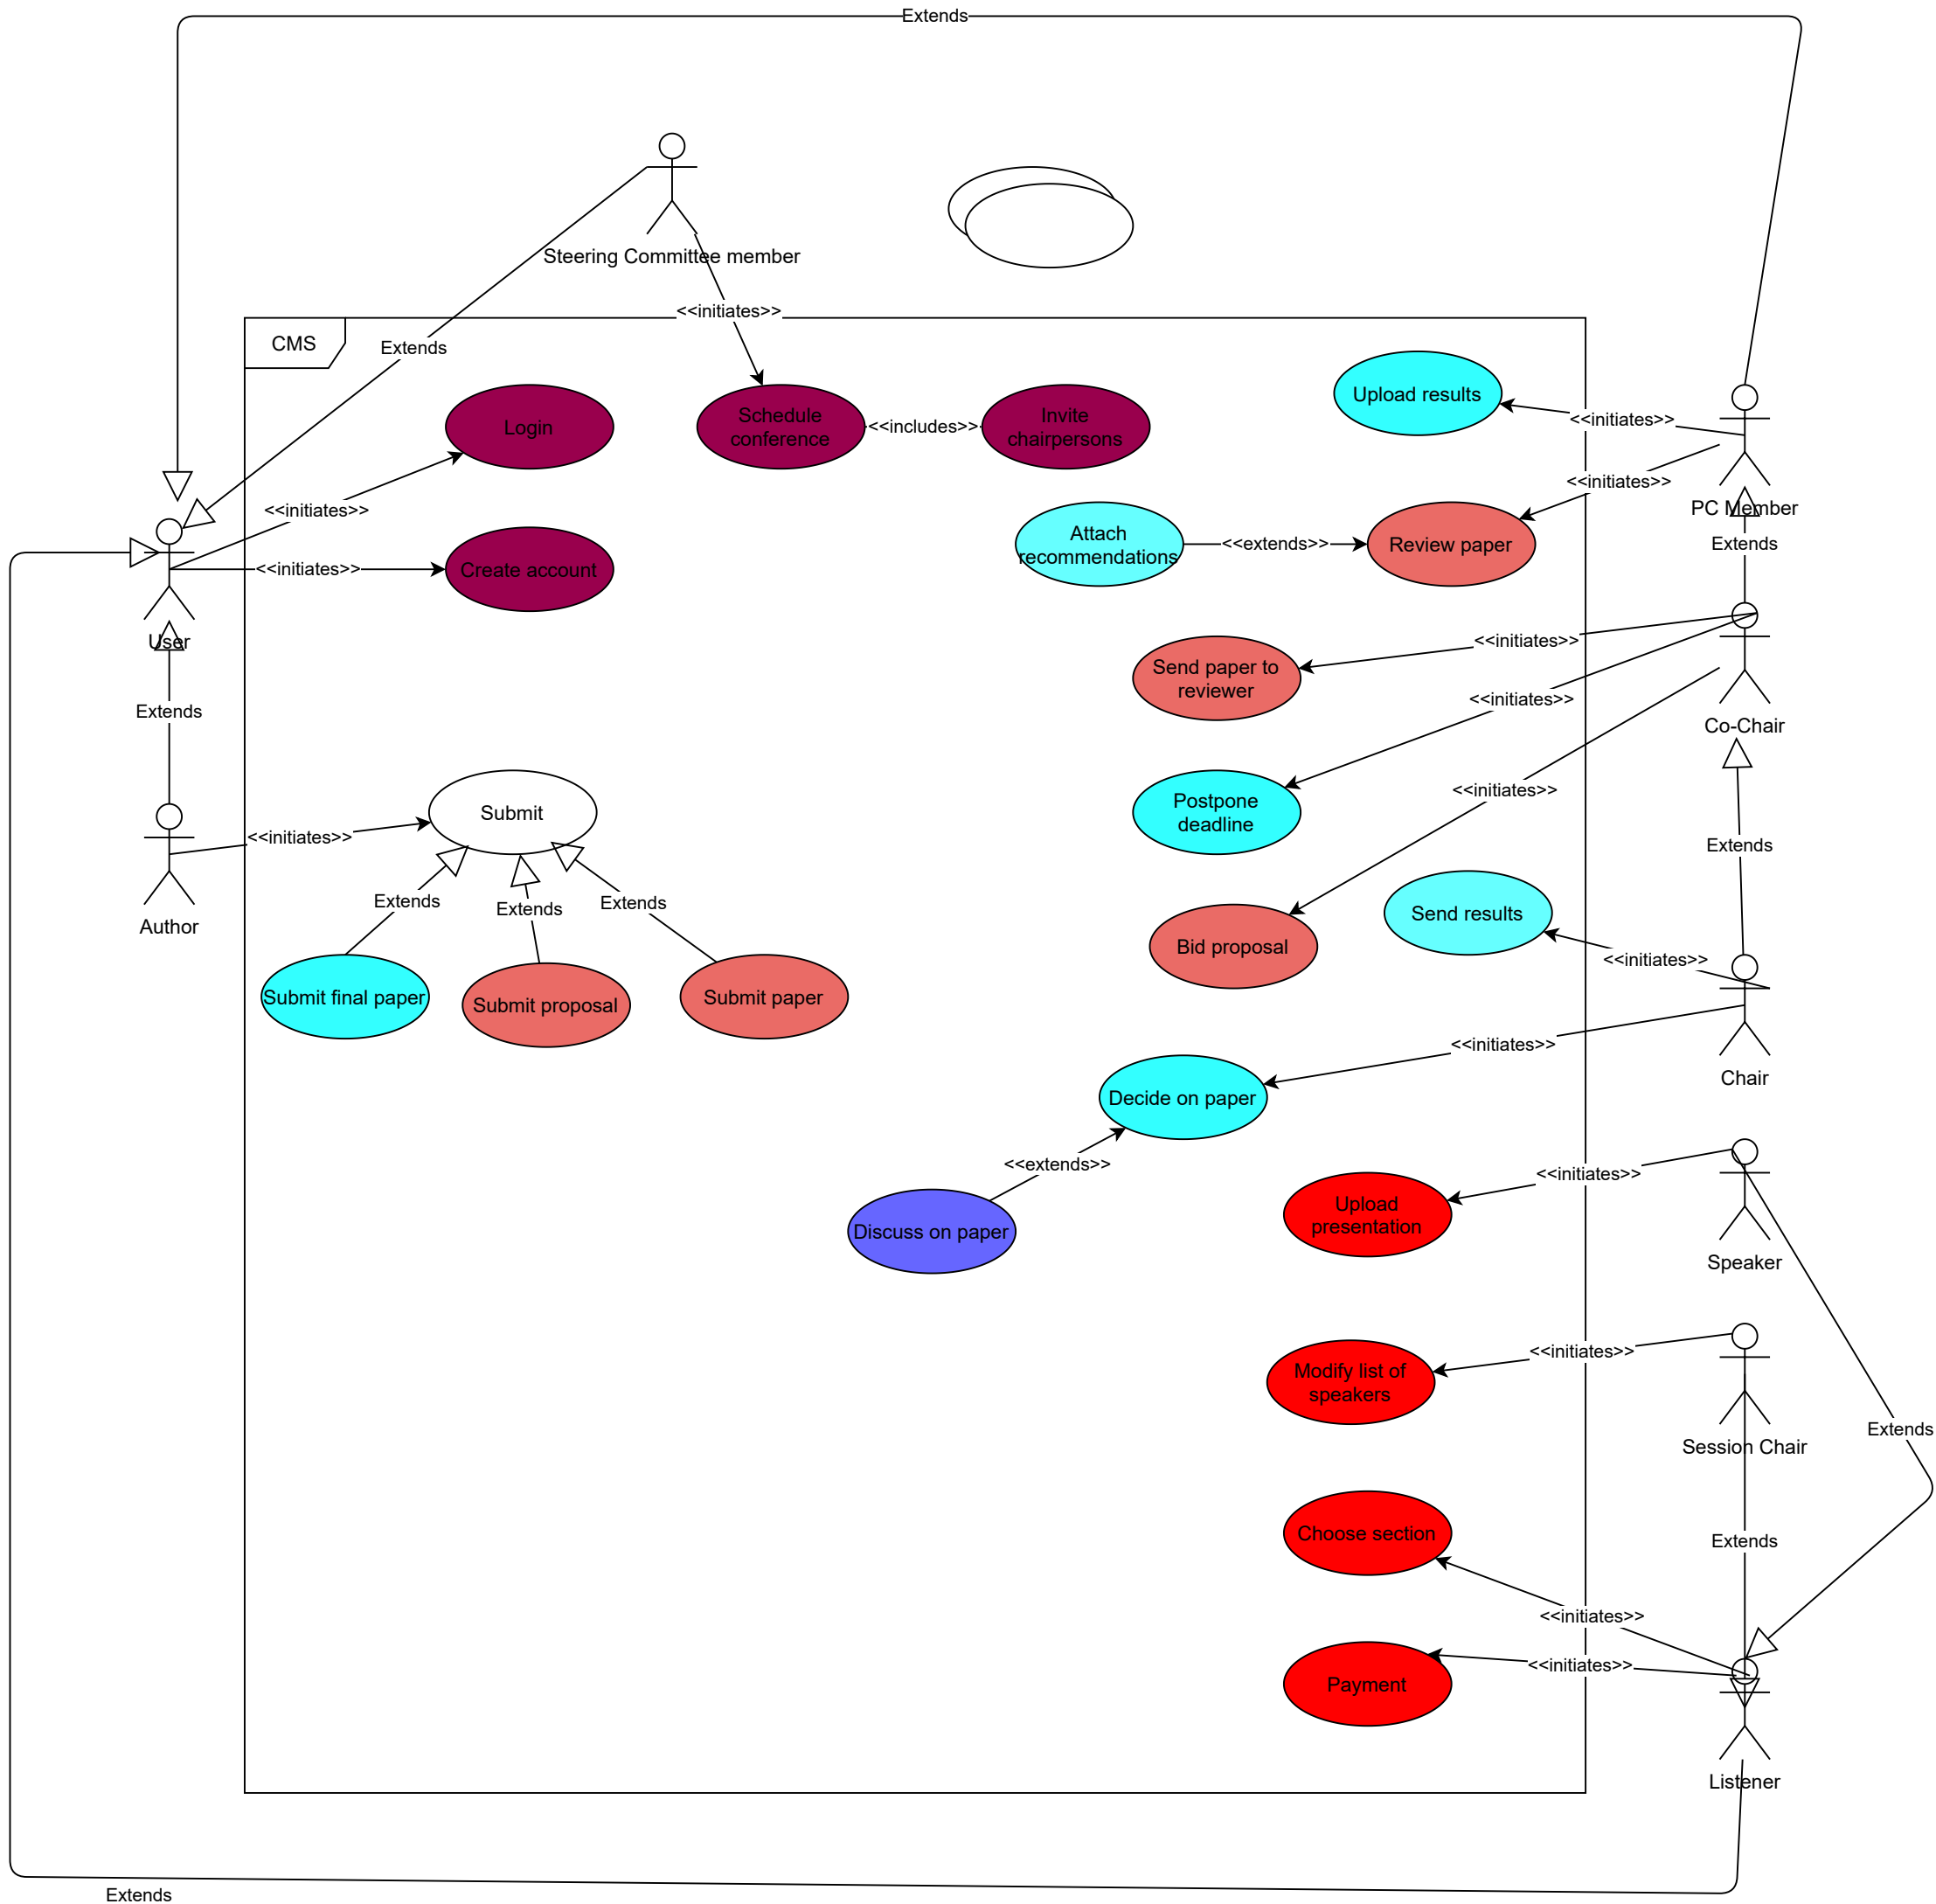 Extends
Steering Committee member
<<initiates>>
CMS
Extends
Upload results
Login
Schedule
conference
<<includes>>
Invite
chairpersons
<<initiates>>
<<initiates>>
PC Member
<<initiates>>
Attach
recommendations
<<extends>>
Review paper
Extends
<<initiates>>
Create account
User
Send paper to
reviewer
<<initiates>>
<<initiates>>
Co-Chair
Extends
Submit
Postpone
deadline
<<initiates>>
<<initiates>>
Extends
Extends
Extends
Extends
Send results
Author
Bid proposal
<<initiates>>
Submit final paper
Submit proposal
Submit paper
<<initiates>>
Chair
Decide on paper
<<extends>>
<<initiates>>
Discuss on paper
Upload
presentation
Speaker
<<initiates>>
Modify list of
speakers
Extends
Session Chair
Choose section
Extends
<<initiates>>
<<initiates>>
Payment
Listener
Extends